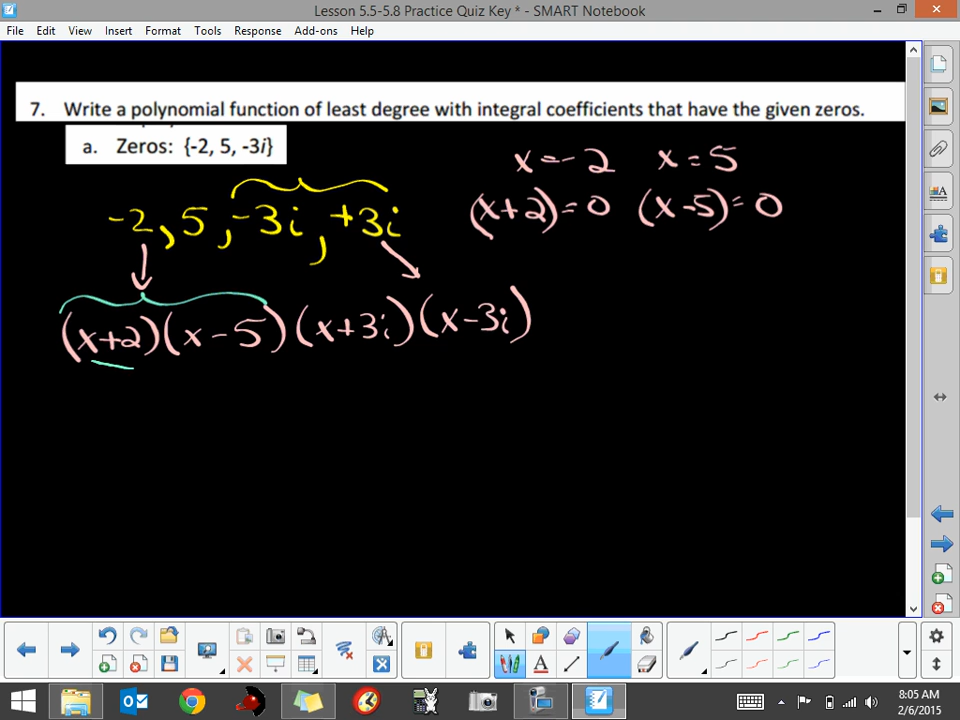 Lesson 5.5-5.8 Practice Quiz Key * - SMART Notebook
File Edit View Insert Format Tools Response Add-ons Help
7. Write a polynomial function of least degree with integral coefficients that have the given zeros.
a. Zeros: {-2, 5, -3i}
x=-2 x=5
(x+2)=0 (x-5)=0
-2, 5, -3i, +3i
(x+2)(x-5)(x+3i)(x-3i)
8:05 AM
2/6/2015